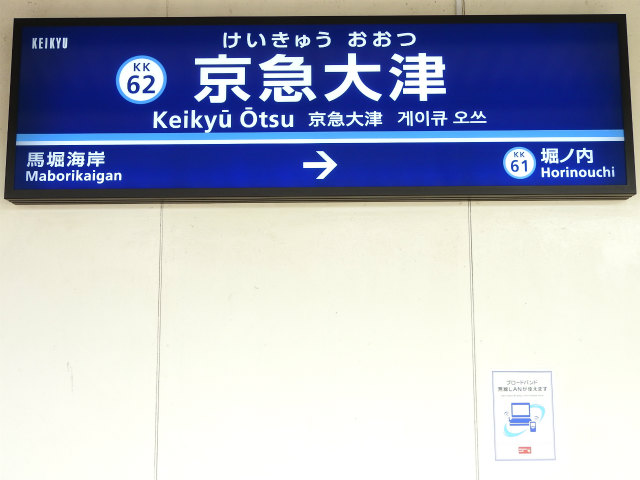 KEIKYU
けいきゅう おおつ
KK
62
京急大津
Keikyū Ōtsu 京急大津 게이큐 오쓰
馬堀海岸
Maborikaigan
→
KK
61
堀ノ内
Horinouchi
ブロードバンド
無線LANが使えます